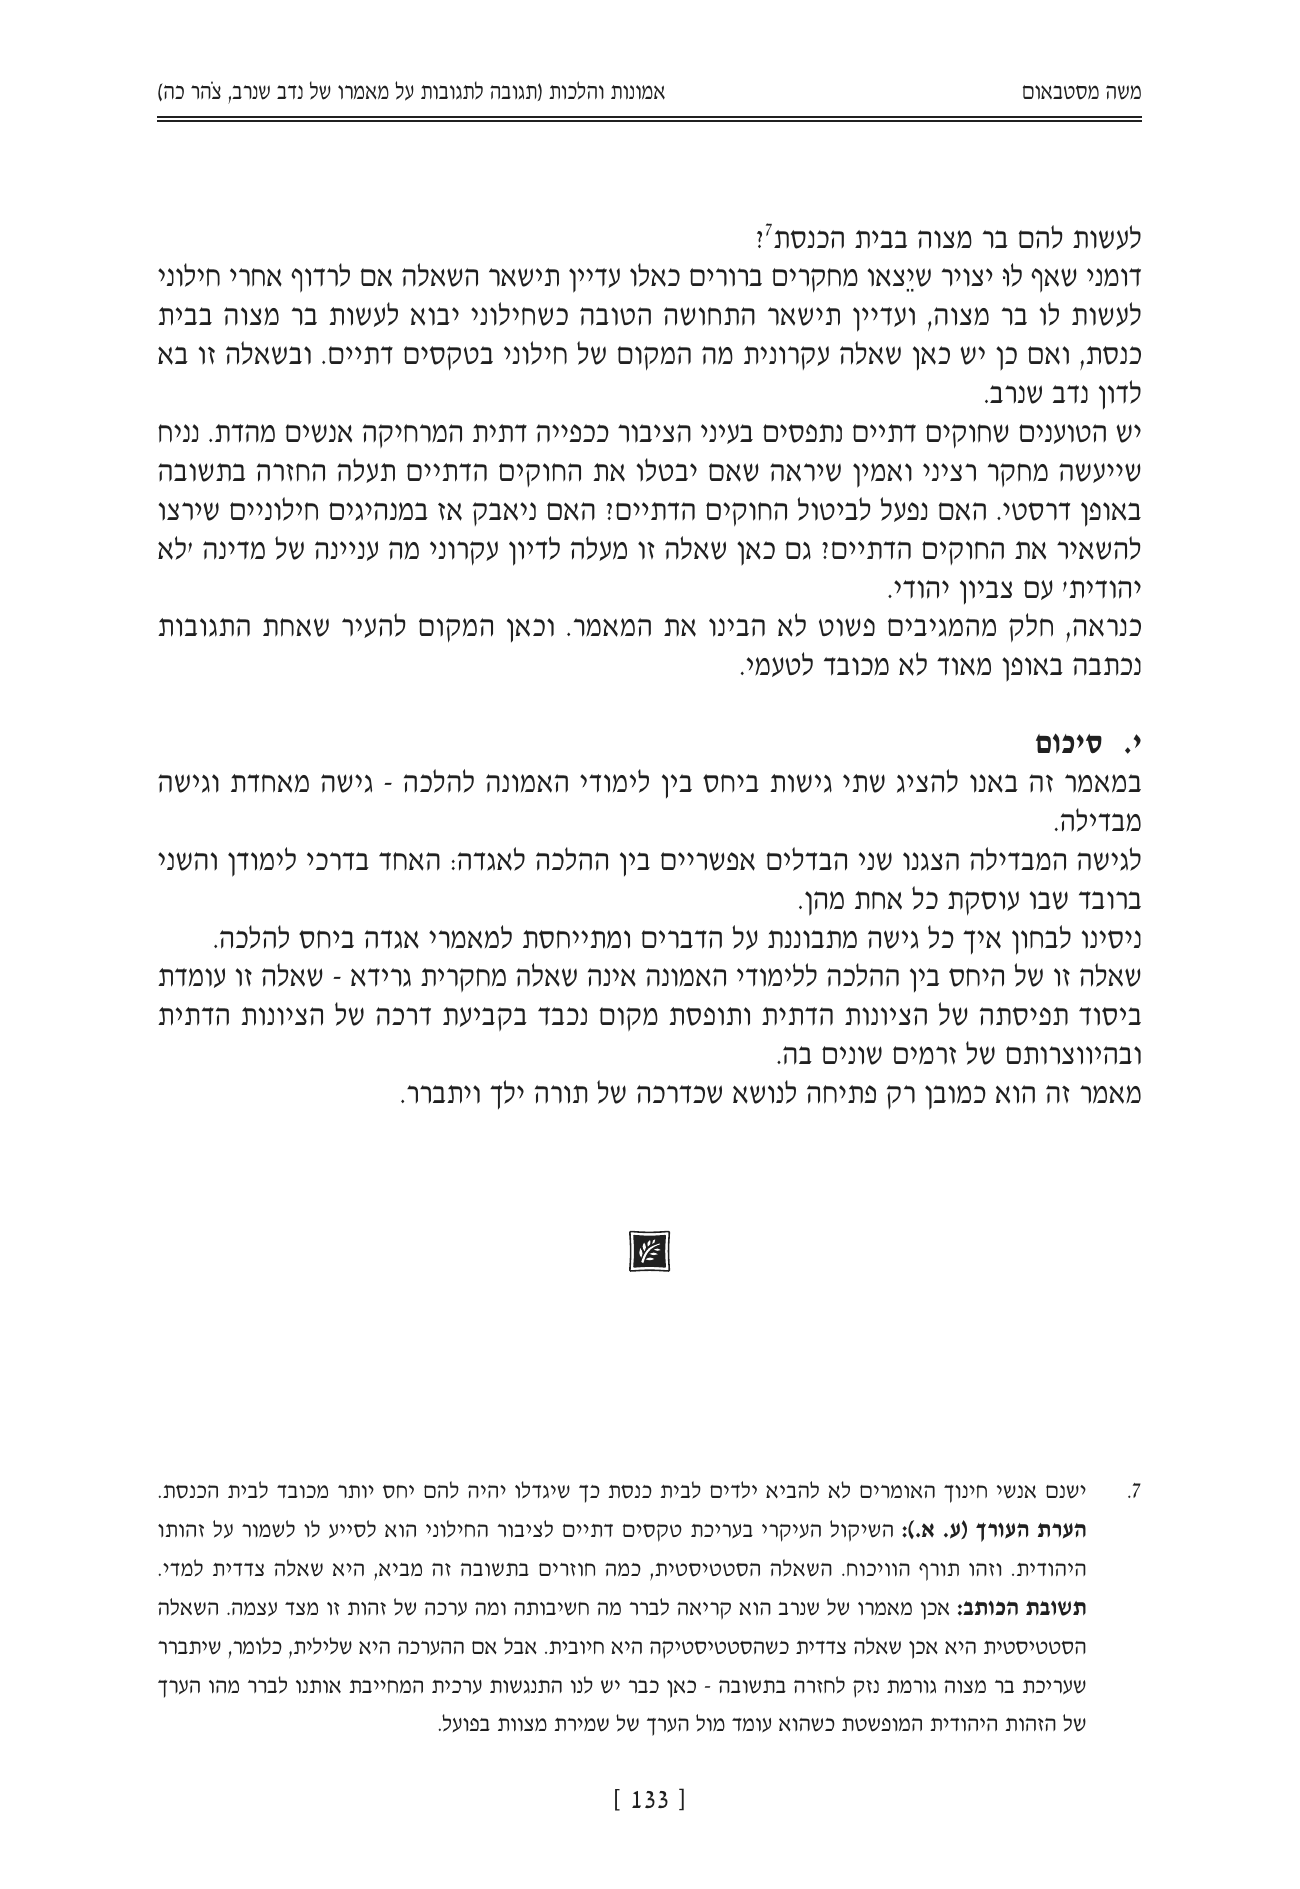 משה מסטבאום
אמונות והלכות (תגובה לתגובות על מאמרו של נדב שנרב, צֹהר כה)
לעשות להם בר מצוה בבית הכנסת7?
דומני שאף לוּ יצויר שיֵצאו מחקרים ברורים כאלו עדיין תישאר השאלה אם לרדוף אחרי חילוני
לעשות לו בר מצוה, ועדיין תישאר התחושה הטובה כשחילוני יבוא לעשות בר מצוה בבית
כנסת, ואם כן יש כאן שאלה עקרונית מה המקום של חילוני בטקסים דתיים. ובשאלה זו בא
לדון נדב שנרב.
יש הטוענים שחוקים דתיים נתפסים בעיני הציבור ככפייה דתית המרחיקה אנשים מהדת. נניח
שייעשה מחקר רציני ואמין שיראה שאם יבטלו את החוקים הדתיים תעלה החזרה בתשובה
באופן דרסטי. האם נפעל לביטול החוקים הדתיים? האם ניאבק אז במנהיגים חילוניים שירצו
להשאיר את החוקים הדתיים? גם כאן שאלה זו מעלה לדיון עקרוני מה עניינה של מדינה 'לא
יהודית' עם צביון יהודי.
כנראה, חלק מהמגיבים פשוט לא הבינו את המאמר. וכאן המקום להעיר שאחת התגובות
נכתבה באופן מאוד לא מכובד לטעמי.
י. סיכום
במאמר זה באנו להציג שתי גישות ביחס בין לימודי האמונה להלכה - גישה מאחדת וגישה
מבדילה.
לגישה המבדילה הצגנו שני הבדלים אפשריים בין ההלכה לאגדה: האחד בדרכי לימודן והשני
ברובד שבו עוסקת כל אחת מהן.
ניסינו לבחון איך כל גישה מתבוננת על הדברים ומתייחסת למאמרי אגדה ביחס להלכה.
שאלה זו של היחס בין ההלכה ללימודי האמונה אינה שאלה מחקרית גרידא - שאלה זו עומדת
ביסוד תפיסתה של הציונות הדתית ותופסת מקום נכבד בקביעת דרכה של הציונות הדתית
ובהיווצרותם של זרמים שונים בה.
מאמר זה הוא כמובן רק פתיחה לנושא שכדרכה של תורה ילך ויתברר.
7. ישנם אנשי חינוך האומרים לא להביא ילדים לבית כנסת כך שיגדלו יהיה להם יחס יותר מכובד לבית הכנסת.
הערת העורך (ע. א.): השיקול העיקרי בעריכת טקסים דתיים לציבור החילוני הוא לסייע לו לשמור על זהותו
היהודית. וזהו תורף הוויכוח. השאלה הסטטיסטית, כמה חוזרים בתשובה זה מביא, היא שאלה צדדית למדי.
תשובת הכותב: אכן מאמרו של שנרב הוא קריאה לברר מה חשיבותה ומה ערכה של זהות זו מצד עצמה. השאלה
הסטטיסטית היא אכן שאלה צדדית כשהסטטיסטיקה היא חיובית. אבל אם ההערכה היא שלילית, כלומר, שיתברר
שעריכת בר מצוה גורמת נזק לחזרה בתשובה - כאן כבר יש לנו התנגשות ערכית המחייבת אותנו לברר מהו הערך
של הזהות היהודית המופשטת כשהוא עומד מול הערך של שמירת מצוות בפועל.
[ 133 ]